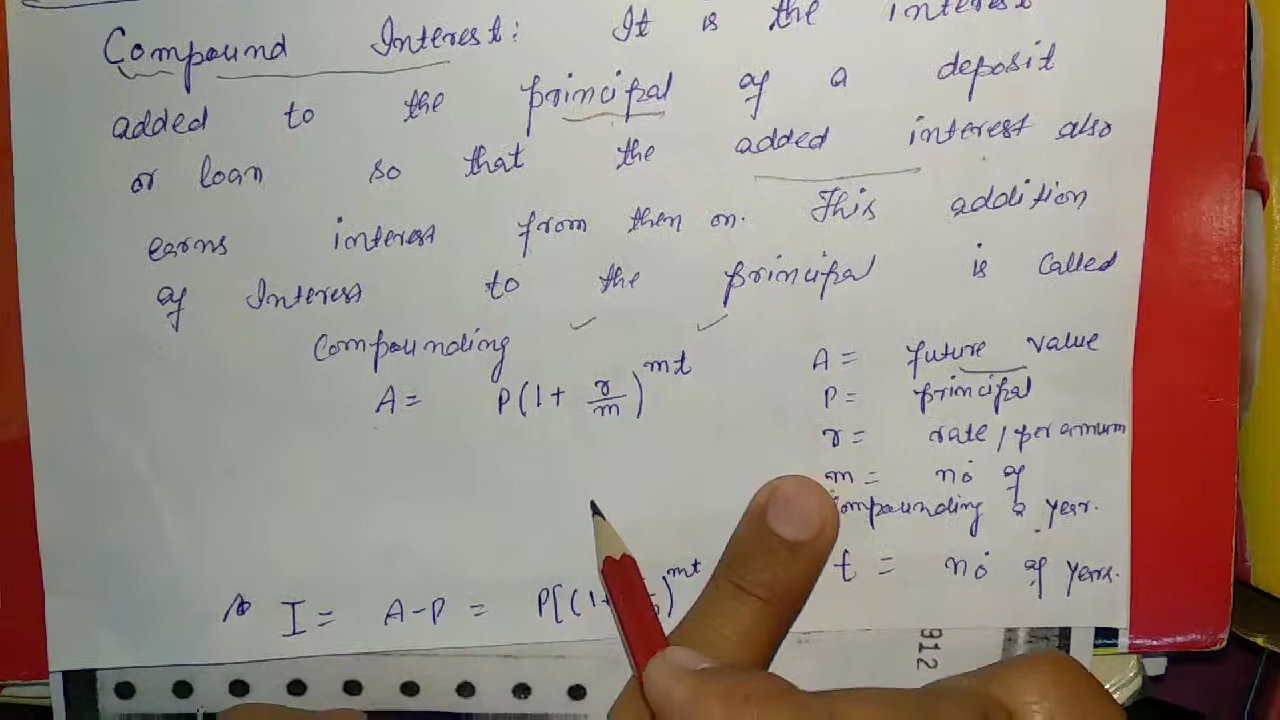 Compound Interest: It is the interest
added to the principal of a deposit
or loan so that the added interest also
earns interest from then on. This addition
of Interest to the principal is called
Compounding
A = P(1 + r/m)^mt
A = future value
P = principal
r = rate / per annum
m = no of
compounding a year.
t = no of years.
I = A-P = P[(1+ )^mt
912